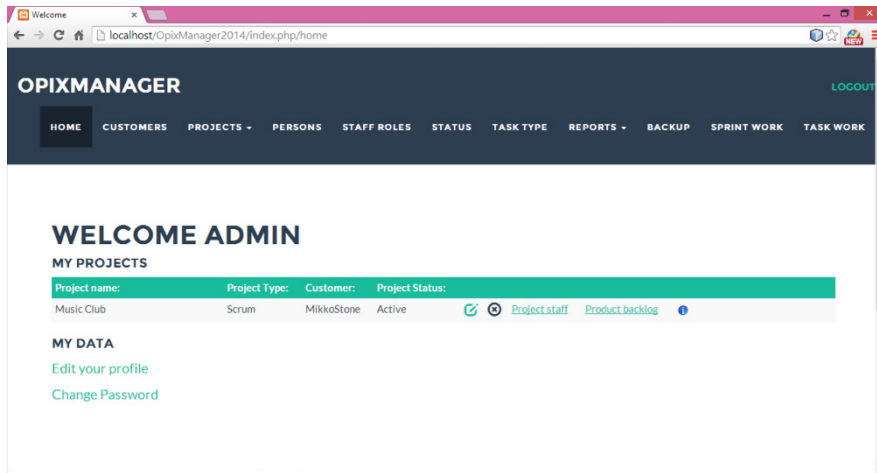 Welcome
localhost/OpixManager2014/index.php/home
NEW
OPIXMANAGER
LOGOUT
HOME CUSTOMERS PROJECTS PERSONS STAFF ROLES STATUS TASK TYPE REPORTS BACKUP SPRINT WORK TASK WORK
WELCOME ADMIN
MY PROJECTS
Project name: Project Type: Customer: Project Status:
Music Club Scrum MikkoStone Active Project staff Product backlog
MY DATA
Edit your profile
Change Password